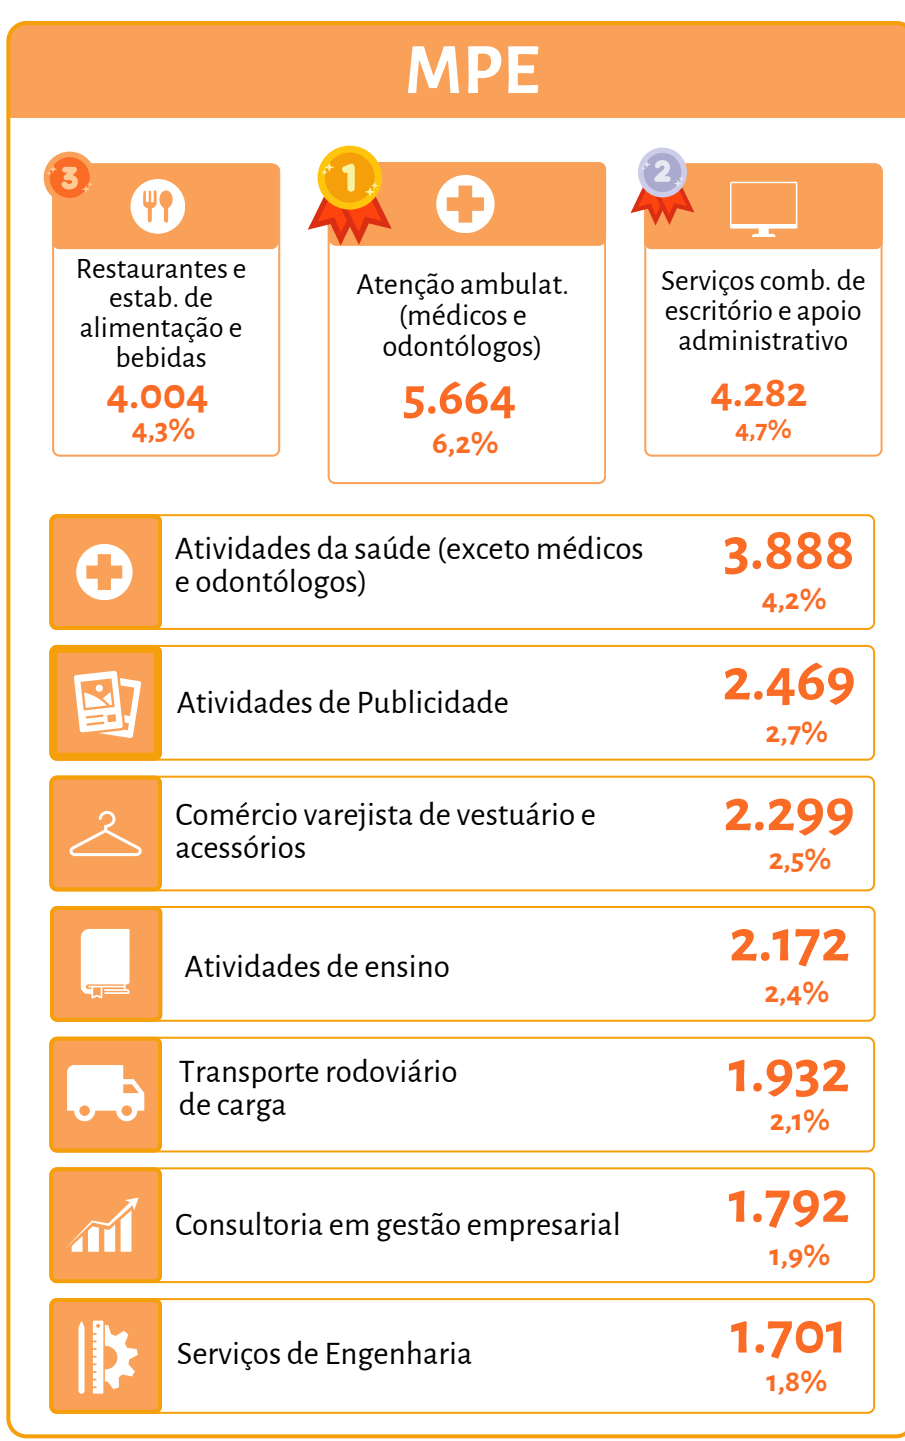 MPE
3
Restaurantes e
estab. de
alimentação e
bebidas
4.004
4,3%
1
Atenção ambulat.
(médicos e
odontólogos)
5.664
6,2%
2
Serviços comb. de
escritório e apoio
administrativo
4.282
4,7%
Atividades da saúde (exceto médicos
e odontólogos)
3.888
4,2%
Atividades de Publicidade
2.469
2,7%
Comércio varejista de vestuário e
acessórios
2.299
2,5%
Atividades de ensino
2.172
2,4%
Transporte rodoviário
de carga
1.932
2,1%
Consultoria em gestão empresarial
1.792
1,9%
Serviços de Engenharia
1.701
1,8%